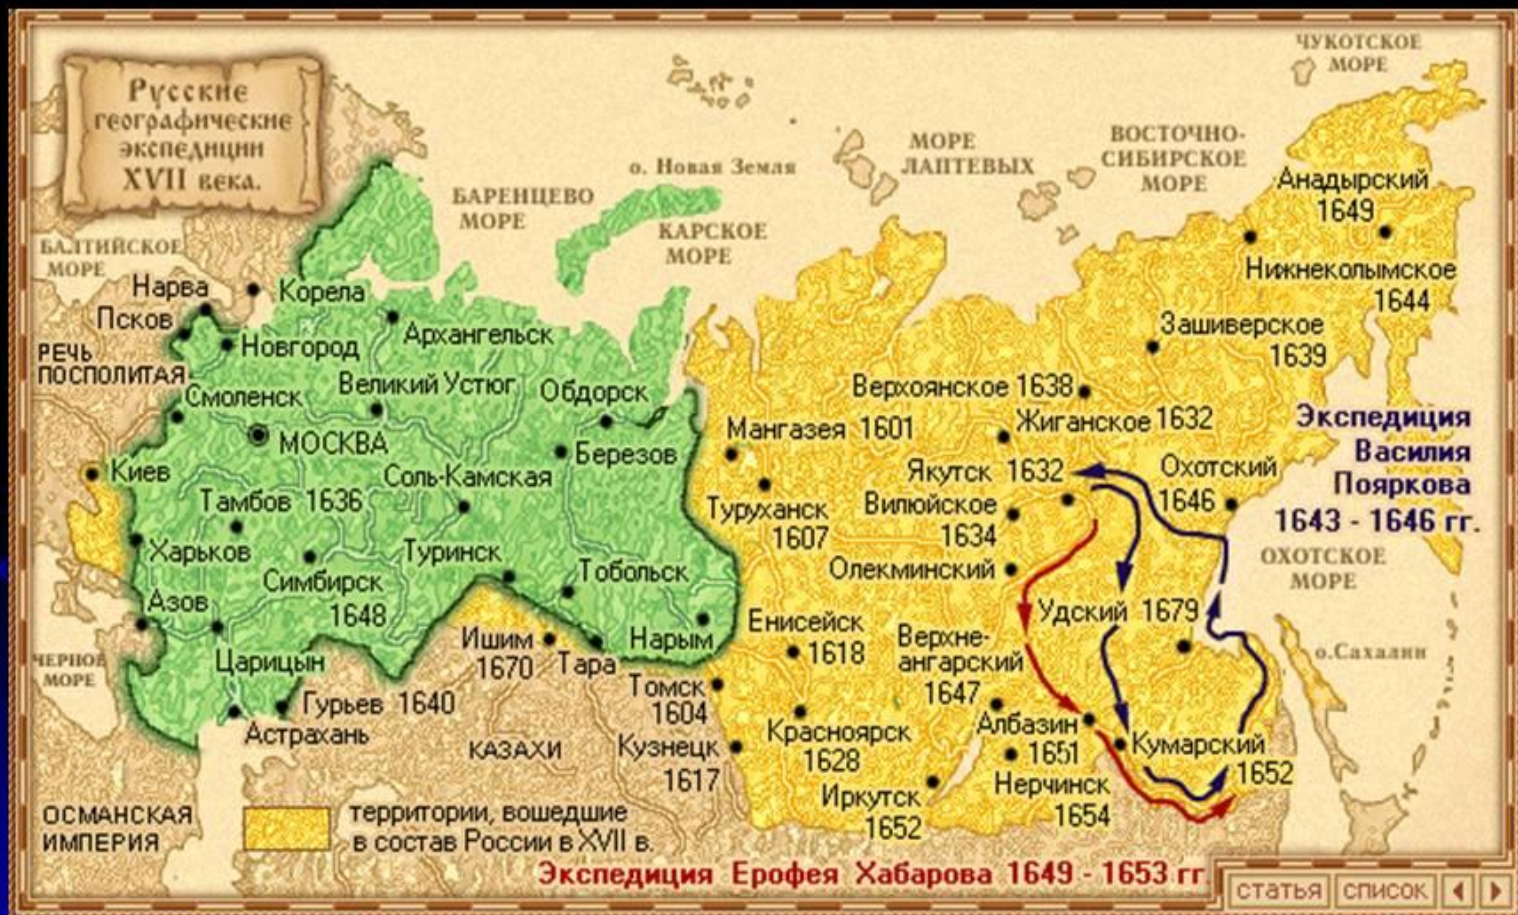 Русские
географические
экспедиции
XVII века.
ЧУКОТСКОЕ
МОРЕ
МОРЕ
ЛАПТЕВЫХ
ВОСТОЧНО-
СИБИРСКОЕ
МОРЕ
о. Новая Земля
БАРЕНЦЕВО
МОРЕ
КАРСКОЕ
МОРЕ
Анадырский
1649
БАЛТИЙСКОЕ
МОРЕ
Нарва
Корела
Псков
Новгород
Архангельск
Нижнеколымское
1644
Зашиверское
1639
РЕЧЬ
ПОСПОЛИТАЯ
Смоленск
Великий Устюг
Обдорск
Верхоянское 1638
Жиганское 1632
Мангазея 1601
МОСКВА
Березов
Киев
Соль-Камская
Якутск 1632
Охотский
1646
Экспедиция
Василия
Пояркова
1643 - 1646 гг.
Тамбов 1636
Туруханск
1607
Вилюйское
1634
Харьков
Симбирск
1648
Туринск
Тобольск
Олекминский
ОХОТСКОЕ
МОРЕ
Азов
Царицын
Ишим
1670
Тара
Нарым
Енисейск
1618
Верхне-
ангарский
1647
Удский 1679
о.Сахалин
ЧЕРНОЕ
МОРЕ
Гурьев 1640
Астрахань
Томск
1604
КАЗАХИ
Кузнецк
1617
Красноярск
1628
Албазин
1651
Кумарский
1652
Нерчинск
1654
Иркутск
1652
ОСМАНСКАЯ
ИМПЕРИЯ
территории, вошедшие
в состав России в XVII в.
Экспедиция Ерофея Хабарова 1649 - 1653 гг.
статья список